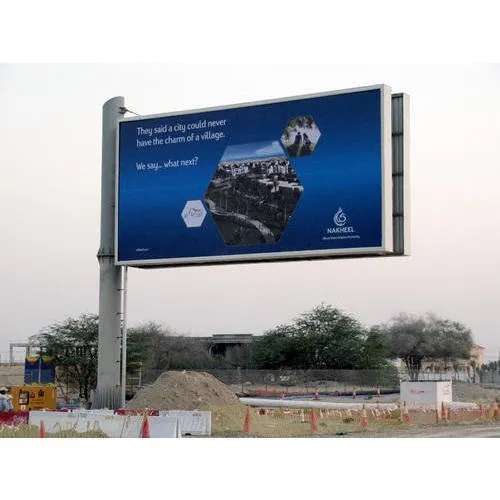 They said a city could never
have the charm of a village.
We say... what next?
NAKHEEL